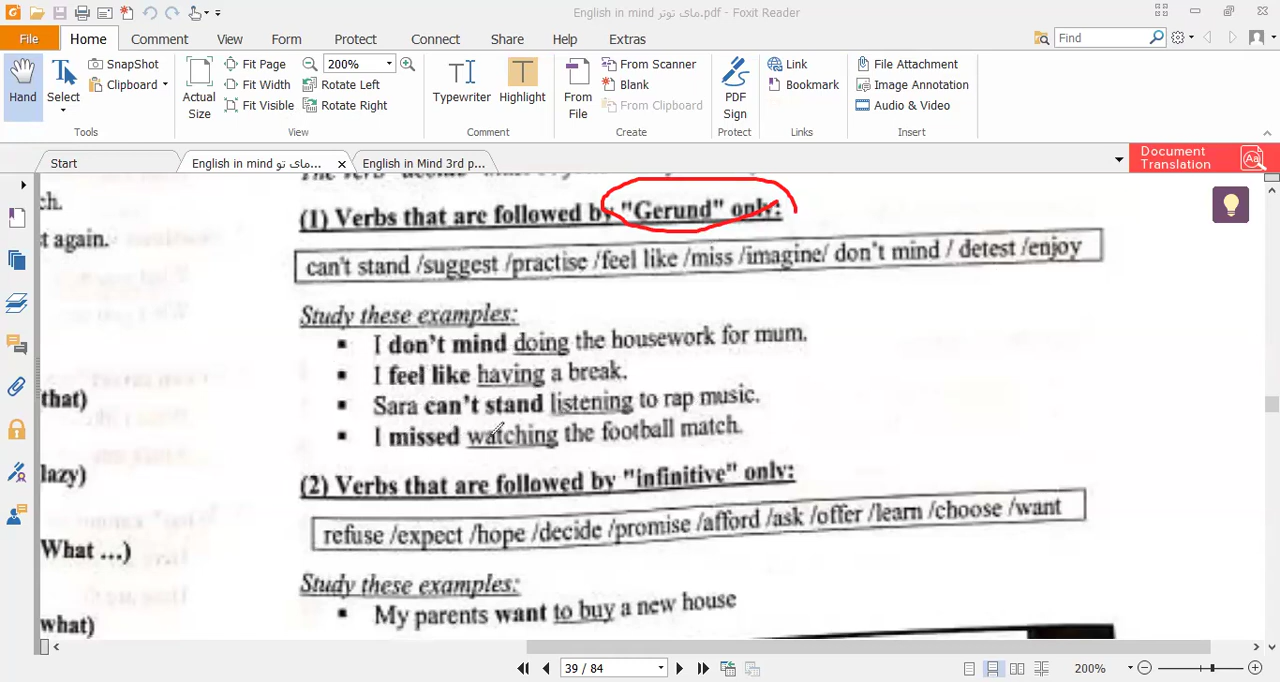 English in mind ماى توتر.pdf - Foxit Reader
File Home Comment View Form Protect Connect Share Help Extras Find
Hand Select SnapShot Clipboard Actual Size Fit Page Fit Width Fit Visible 200% Rotate Left Rotate Right Typewriter Highlight From File From Scanner Blank From Clipboard PDF Sign Link Bookmark File Attachment Image Annotation Audio & Video
Tools View Comment Create Protect Links Insert
Start English in mind ماى تو... English in Mind 3rd p... Document Translation
ch.
(1) Verbs that are followed by "Gerund" only:
t again.
can't stand /suggest /practise /feel like /miss /imagine/ don't mind / detest /enjoy
Study these examples:
▪ I don't mind doing the housework for mum.
▪ I feel like having a break.
that)
▪ Sara can't stand listening to rap music.
▪ I missed watching the football match.
lazy)
(2) Verbs that are followed by "infinitive" only:
refuse /expect /hope /decide /promise /afford /ask /offer /learn /choose /want
What ...)
Study these examples:
▪ My parents want to buy a new house
what)
39 / 84 200%